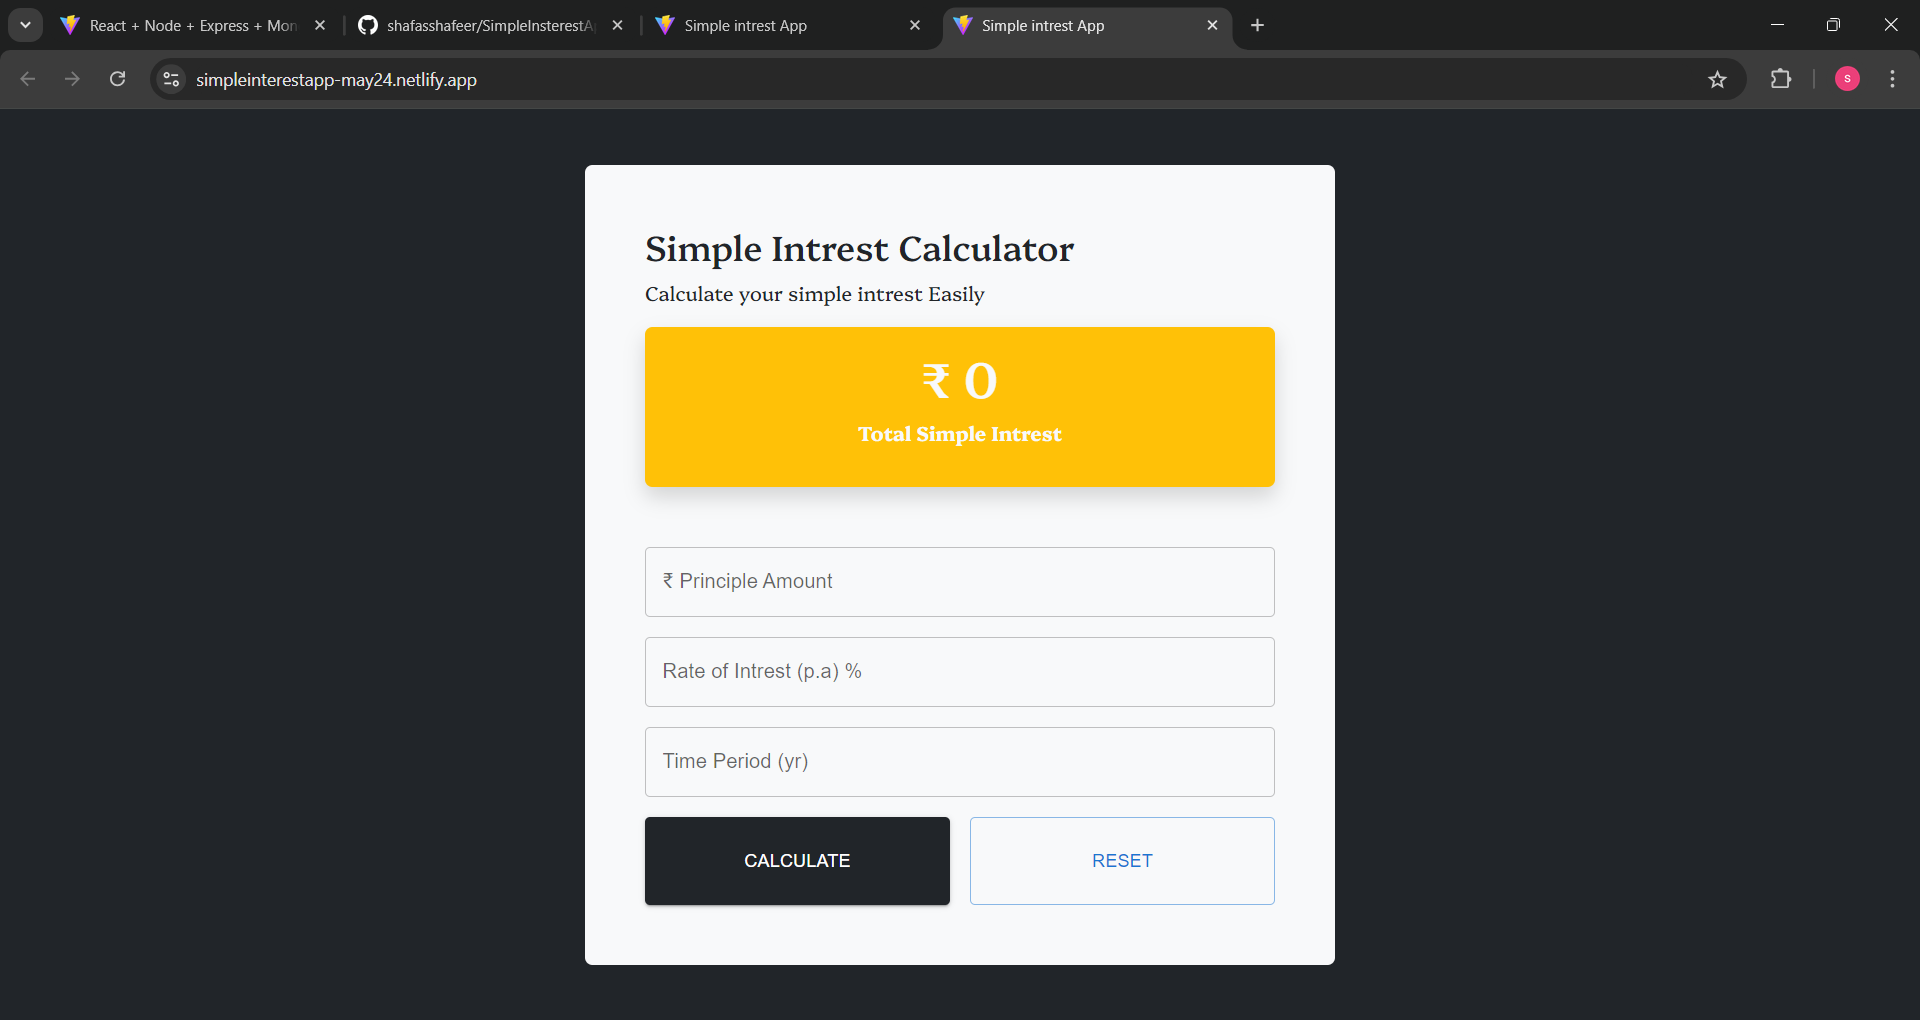 React + Node + Express + Mon
shafasshafeer/SimpleInsterestA
Simple intrest App
Simple intrest App
simpleinterestapp-may24.netlify.app
S
Simple Intrest Calculator
Calculate your simple intrest Easily
₹ 0
Total Simple Intrest
₹ Principle Amount
Rate of Intrest (p.a) %
Time Period (yr)
CALCULATE
RESET